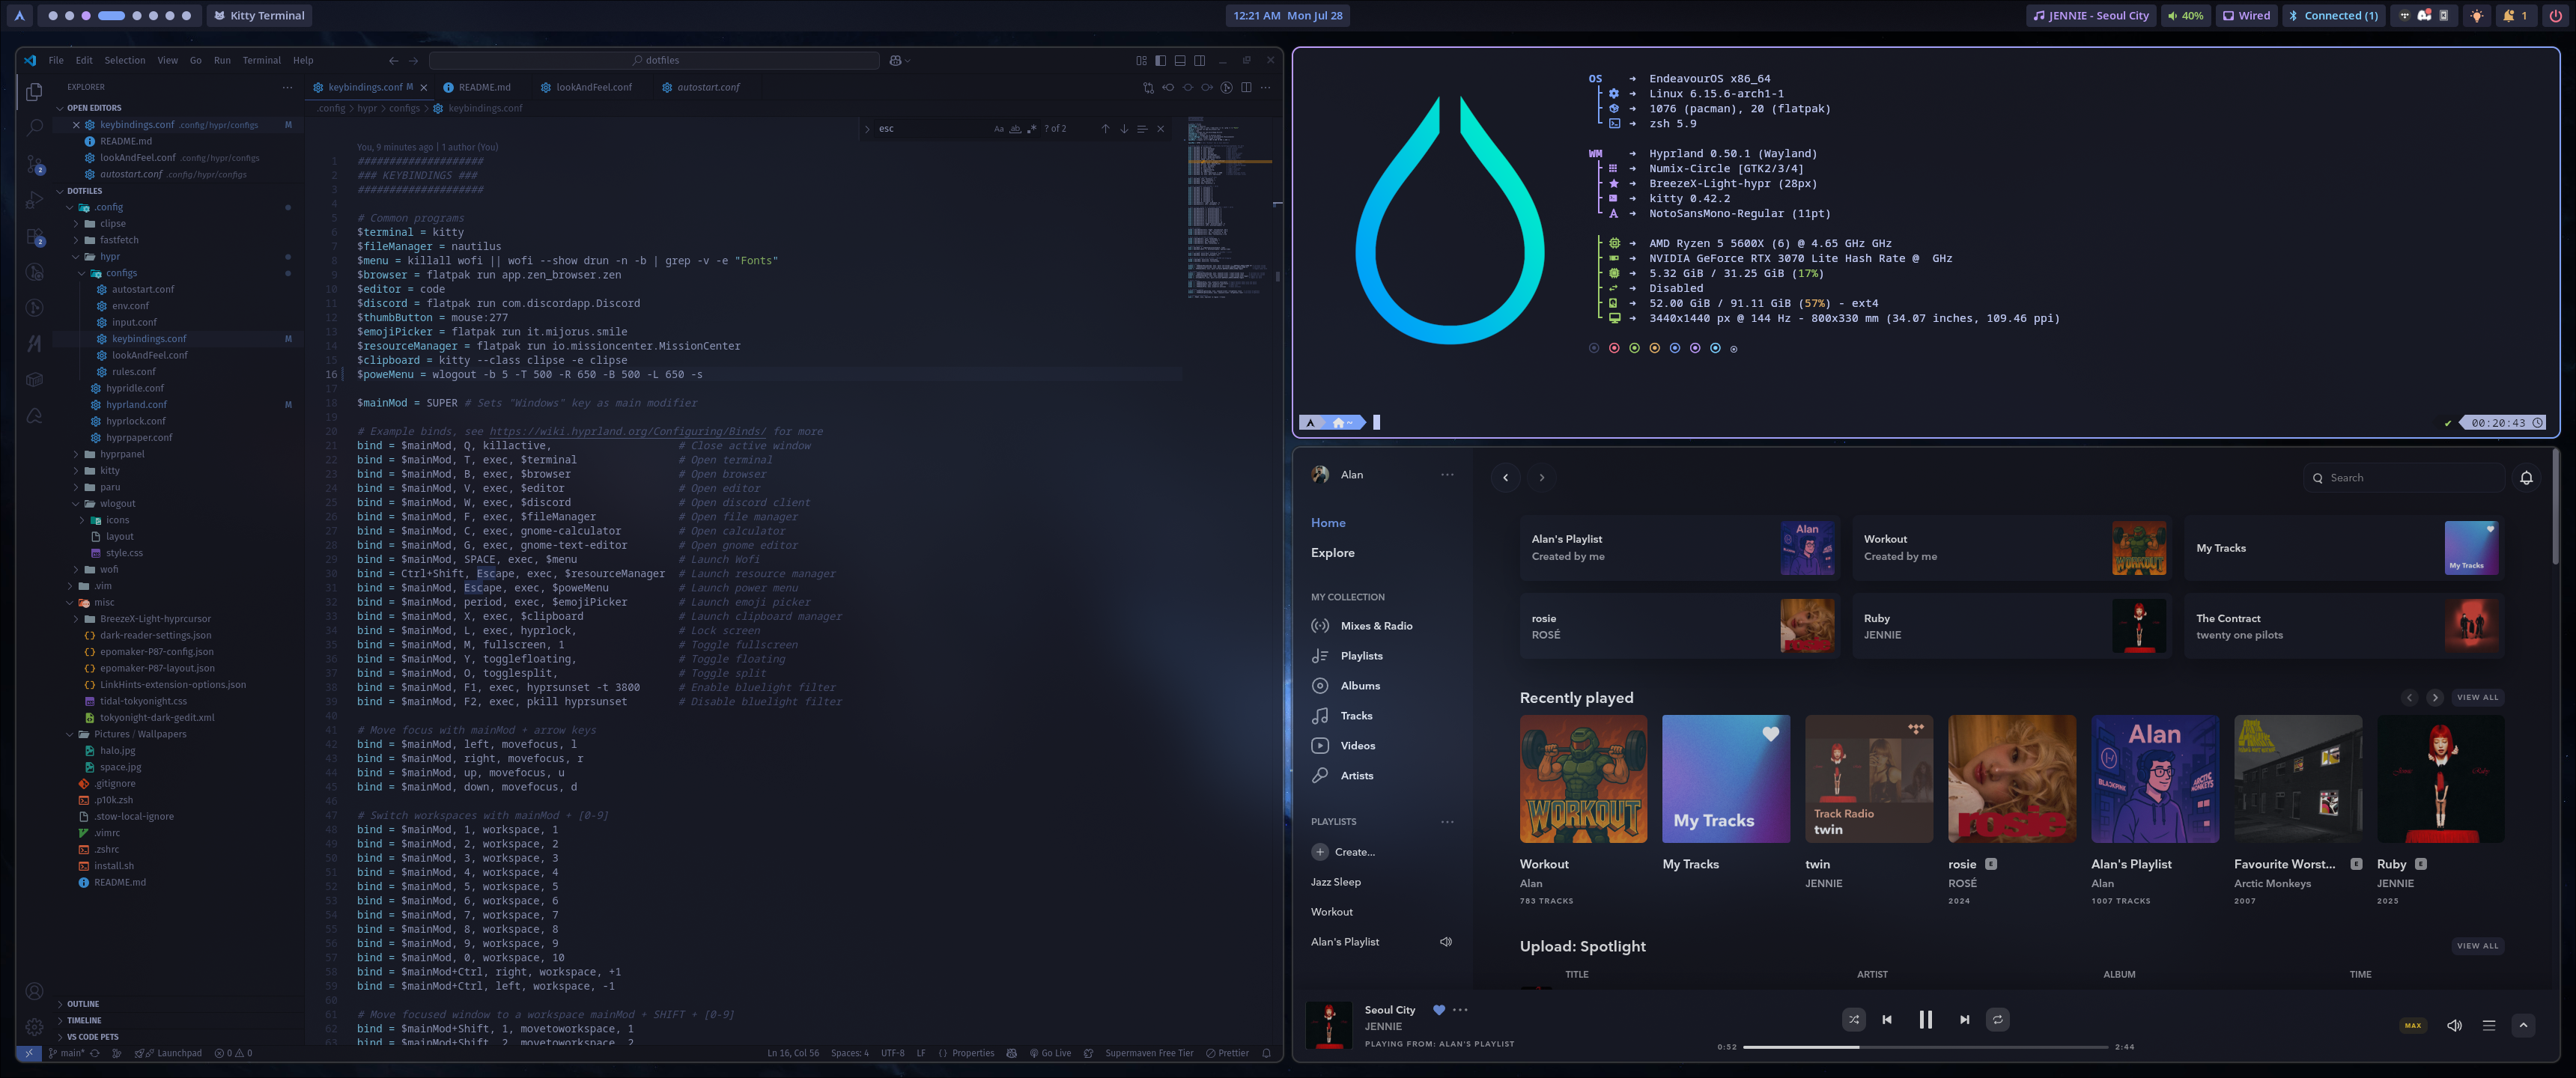 Kitty Terminal
12:21 AM  Mon Jul 28
JENNIE - Seoul City
40%
Wired
Connected (1)
1
File Edit Selection View Go Run Terminal Help
dotfiles
EXPLORER
OPEN EDITORS
keybindings.conf .config/hypr/configs M
README.md
lookAndFeel.conf .config/hypr/configs
autostart.conf .config/hypr/configs
DOTFILES
.config
clipse
fastfetch
hypr
configs
autostart.conf
env.conf
input.conf
keybindings.conf M
lookAndFeel.conf
rules.conf
hypridle.conf
hyprland.conf M
hyprlock.conf
hyprpaper.conf
hyprpanel
kitty
paru
wlogout
icons
layout
style.css
wofi
.vim
misc
BreezeX-Light-hyprcursor
dark-reader-settings.json
epomaker-P87-config.json
epomaker-P87-layout.json
LinkHints-extension-options.json
tidal-tokyonight.css
tokyonight-dark-gedit.xml
Pictures / Wallpapers
halo.jpg
space.jpg
.gitignore
.p10k.zsh
.stow-local-ignore
.vimrc
.zshrc
install.sh
README.md
OUTLINE
TIMELINE
VS CODE PETS
keybindings.conf M README.md lookAndFeel.conf autostart.conf
.config > hypr > configs > keybindings.conf
esc Aa ab .* ? of 2
You, 9 minutes ago | 1 author (You)
1 ####################
2 ### KEYBINDINGS ###
3 ####################
4
5 # Common programs
6 $terminal = kitty
7 $fileManager = nautilus
8 $menu = killall wofi || wofi --show drun -n -b | grep -v -e "Fonts"
9 $browser = flatpak run app.zen_browser.zen
10 $editor = code
11 $discord = flatpak run com.discordapp.Discord
12 $thumbButton = mouse:277
13 $emojiPicker = flatpak run it.mijorus.smile
14 $resourceManager = flatpak run io.missioncenter.MissionCenter
15 $clipboard = kitty --class clipse -e clipse
16 $poweMenu = wlogout -b 5 -T 500 -R 650 -B 500 -L 650 -s
17
18 $mainMod = SUPER # Sets "Windows" key as main modifier
19
20 # Example binds, see https://wiki.hyprland.org/Configuring/Binds/ for more
21 bind = $mainMod, Q, killactive, # Close active window
22 bind = $mainMod, T, exec, $terminal # Open terminal
23 bind = $mainMod, B, exec, $browser # Open browser
24 bind = $mainMod, V, exec, $editor # Open editor
25 bind = $mainMod, W, exec, $discord # Open discord client
26 bind = $mainMod, F, exec, $fileManager # Open file manager
27 bind = $mainMod, C, exec, gnome-calculator # Open calculator
28 bind = $mainMod, G, exec, gnome-text-editor # Open gnome editor
29 bind = $mainMod, SPACE, exec, $menu # Launch Wofi
30 bind = Ctrl+Shift, Escape, exec, $resourceManager # Launch resource manager
31 bind = $mainMod, Escape, exec, $poweMenu # Launch power menu
32 bind = $mainMod, period, exec, $emojiPicker # Launch emoji picker
33 bind = $mainMod, X, exec, $clipboard # Launch clipboard manager
34 bind = $mainMod, L, exec, hyprlock, # Lock screen
35 bind = $mainMod, M, fullscreen, 1 # Toggle fullscreen
36 bind = $mainMod, Y, togglefloating, # Toggle floating
37 bind = $mainMod, O, togglesplit, # Toggle split
38 bind = $mainMod, F1, exec, hyprsunset -t 3800 # Enable bluelight filter
39 bind = $mainMod, F2, exec, pkill hyprsunset # Disable bluelight filter
40
41 # Move focus with mainMod + arrow keys
42 bind = $mainMod, left, movefocus, l
43 bind = $mainMod, right, movefocus, r
44 bind = $mainMod, up, movefocus, u
45 bind = $mainMod, down, movefocus, d
46
47 # Switch workspaces with mainMod + [0-9]
48 bind = $mainMod, 1, workspace, 1
49 bind = $mainMod, 2, workspace, 2
50 bind = $mainMod, 3, workspace, 3
51 bind = $mainMod, 4, workspace, 4
52 bind = $mainMod, 5, workspace, 5
53 bind = $mainMod, 6, workspace, 6
54 bind = $mainMod, 7, workspace, 7
55 bind = $mainMod, 8, workspace, 8
56 bind = $mainMod, 9, workspace, 9
57 bind = $mainMod, 0, workspace, 10
58 bind = $mainMod+Ctrl, right, workspace, +1
59 bind = $mainMod+Ctrl, left, workspace, -1
60
61 # Move focused window to a workspace mainMod + SHIFT + [0-9]
62 bind = $mainMod+Shift, 1, movetoworkspace, 1
63 bind = $mainMod+Shift, 2, movetoworkspace, 2
main* Launchpad 0 0 Ln 16, Col 56 Spaces: 4 UTF-8 LF {} Properties Go Live Supermaven Free Tier Prettier
OS ➜ EndeavourOS x86_64
➜ Linux 6.15.6-arch1-1
➜ 1076 (pacman), 20 (flatpak)
➜ zsh 5.9
WM ➜ Hyprland 0.50.1 (Wayland)
➜ Numix-Circle [GTK2/3/4]
➜ BreezeX-Light-hypr (28px)
➜ kitty 0.42.2
➜ NotoSansMono-Regular (11pt)
➜ AMD Ryzen 5 5600X (6) @ 4.65 GHz GHz
➜ NVIDIA GeForce RTX 3070 Lite Hash Rate @  GHz
➜ 5.32 GiB / 31.25 GiB (17%)
➜ Disabled
➜ 52.00 GiB / 91.11 GiB (57%) - ext4
➜ 3440x1440 px @ 144 Hz - 800x330 mm (34.07 inches, 109.46 ppi)
~
✔ 00:20:43
Alan
Search
Home
Explore
MY COLLECTION
Mixes & Radio
Playlists
Albums
Tracks
Videos
Artists
PLAYLISTS
Create...
Jazz Sleep
Workout
Alan's Playlist
Alan's Playlist
Created by me
Alan
Workout
Created by me
WORKOUT
My Tracks
My Tracks
rosie
ROSÉ
rosie
Ruby
JENNIE
The Contract
twenty one pilots
Recently played
VIEW ALL
WORKOUT
My Tracks
Track Radio
twin
rosie
Alan
BLACKPINK
ARCTIC MONKEYS
Jennie Ruby
Workout
Alan
783 TRACKS
My Tracks
twin
JENNIE
rosie E
ROSÉ
2024
Alan's Playlist
Alan
1007 TRACKS
Favourite Worst... E
Arctic Monkeys
2007
Ruby E
JENNIE
2025
Upload: Spotlight
VIEW ALL
TITLE ARTIST ALBUM TIME
Seoul City
JENNIE
PLAYING FROM: ALAN'S PLAYLIST
0:52
2:44
MAX